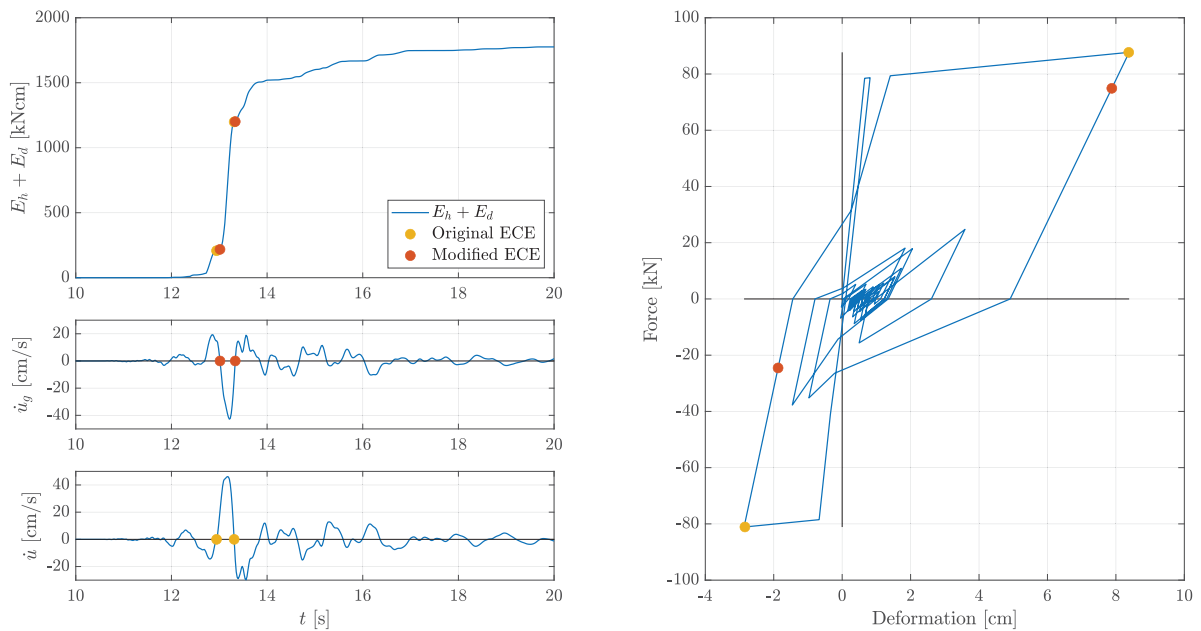 2000
1500
1000
500
0
E_h + E_d [kNcm]
E_h + E_d
Original ECE
Modified ECE
10 12 14 16 18 20
20
0
-20
-40
u̇_g [cm/s]
10 12 14 16 18 20
40
20
0
-20
u̇ [cm/s]
10 12 14 16 18 20
t [s]
100
80
60
40
20
0
-20
-40
-60
-80
-100
Force [kN]
-4 -2 0 2 4 6 8 10
Deformation [cm]